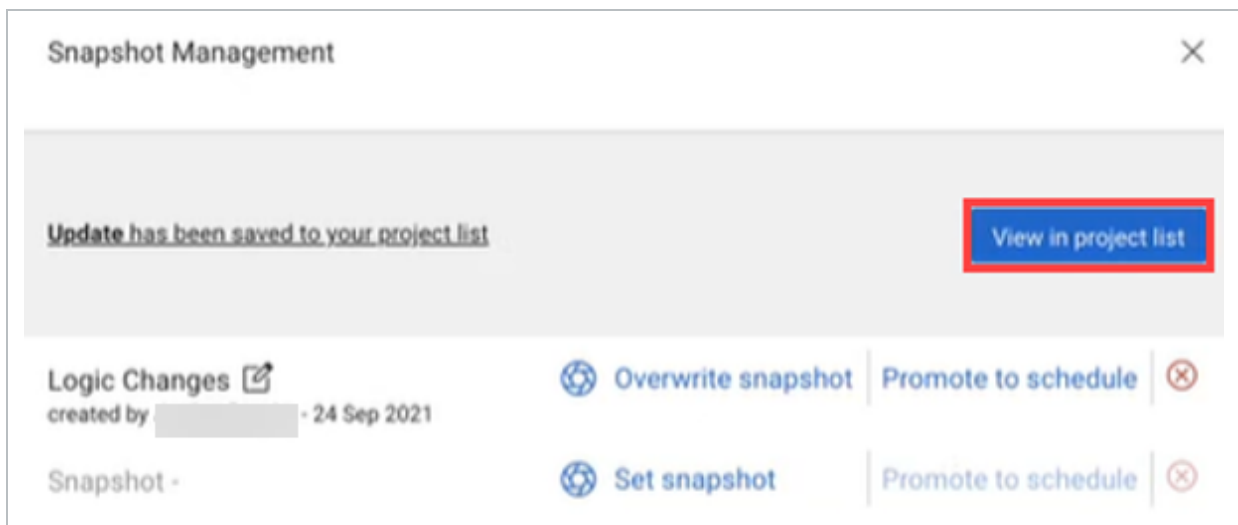 Snapshot Management
Update has been saved to your project list
View in project list
Logic Changes
Overwrite snapshot
Promote to schedule
created by - 24 Sep 2021
Snapshot -
Set snapshot
Promote to schedule